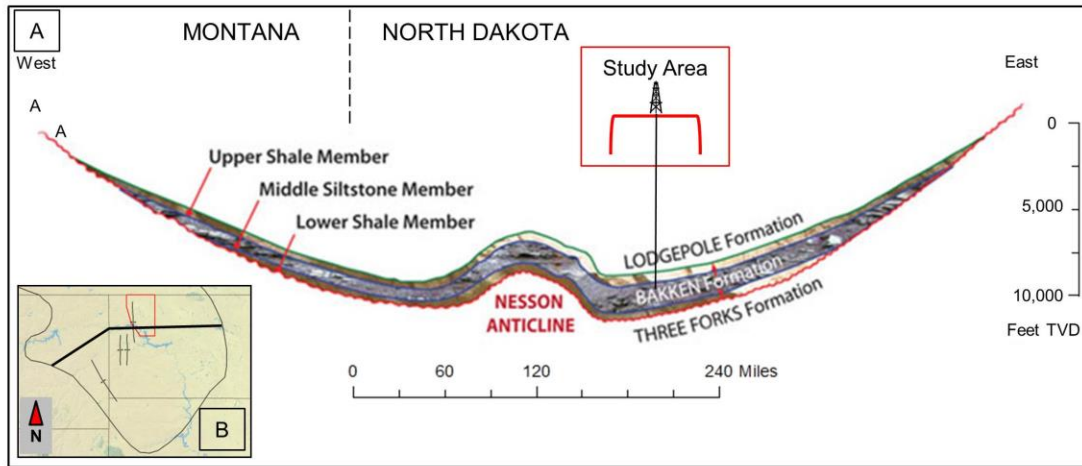 A
MONTANA
NORTH DAKOTA
West
East
Study Area
A
A
0
Upper Shale Member
Middle Siltstone Member
Lower Shale Member
5,000
LODGEPOLE Formation
BAKKEN Formation
THREE FORKS Formation
10,000
Feet TVD
NESSON
ANTICLINE
0
60
120
240 Miles
N
B